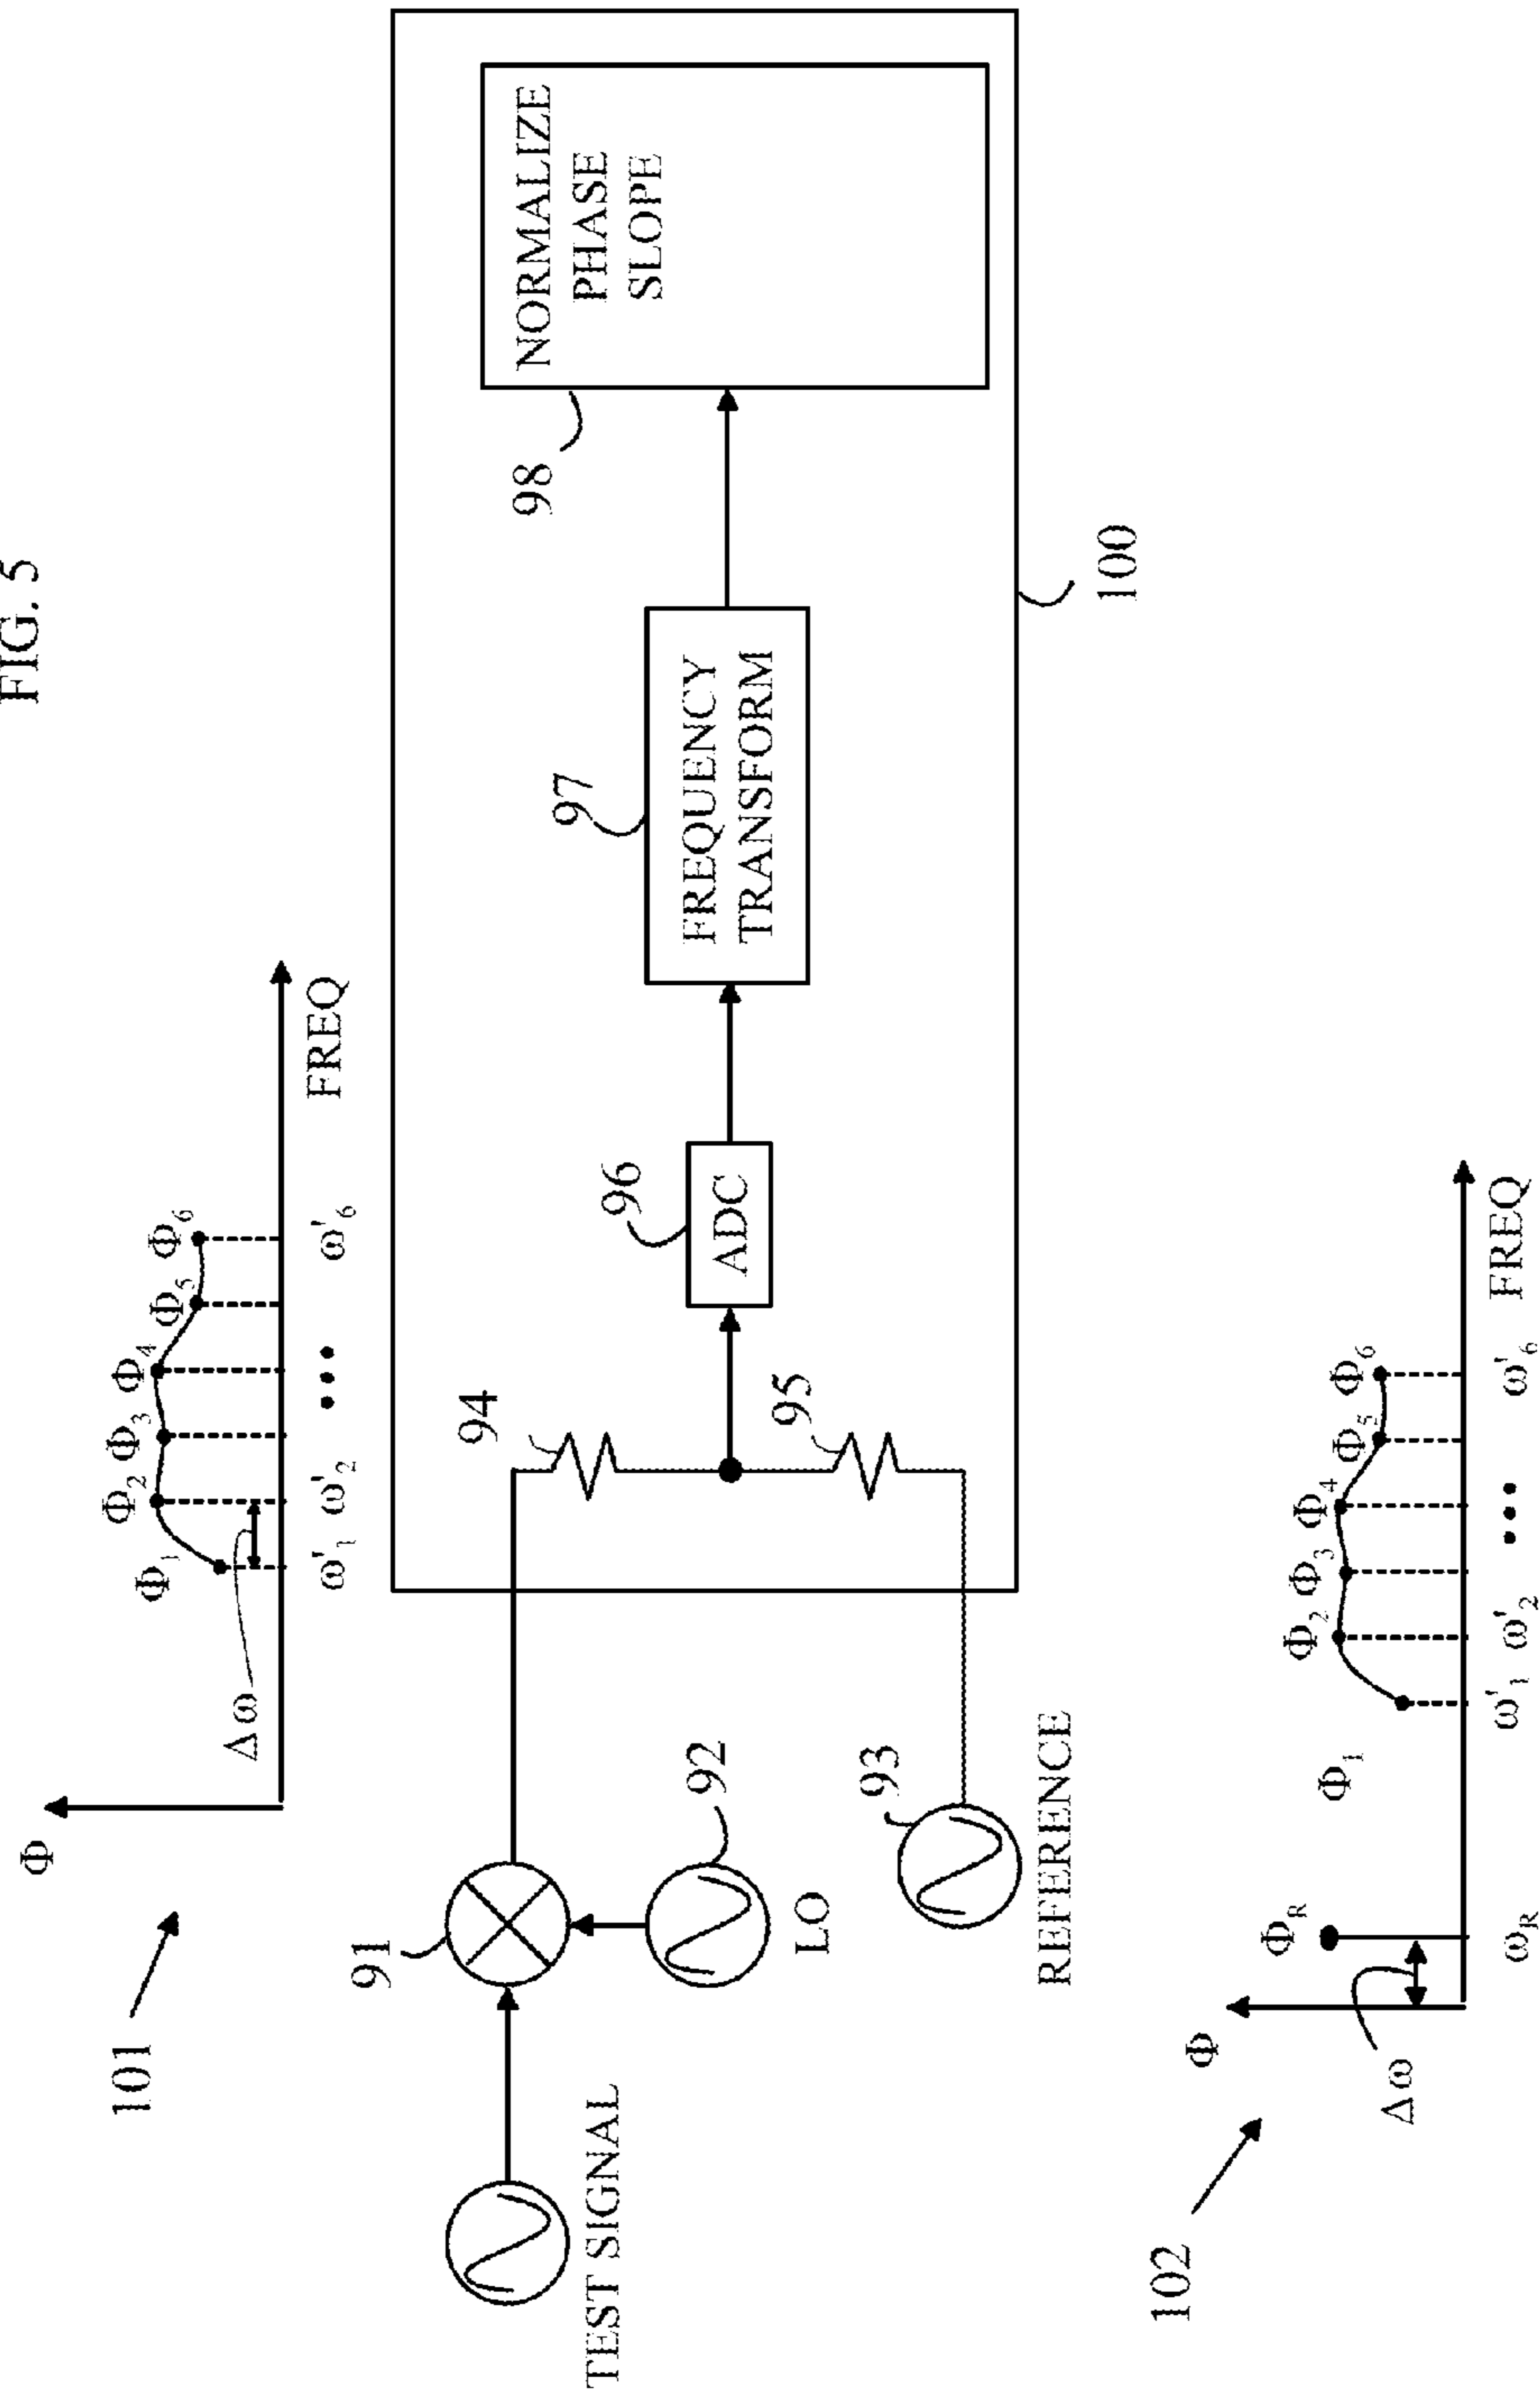 FIG. 5
101
Φ
Φ₁ Φ₂ Φ₃ Φ₄ Φ₅ Φ₆
Δω
ω'₁ ω'₂ ••• ω'₆
FREQ
TEST SIGNAL
91
92
LO
93
REFERENCE
94
95
96
ADC
97
FREQUENCY
TRANSFORM
98
NORMALIZE
PHASE
SLOPE
100
102
Φ
Δω
Φ_R
Φ₁ Φ₂ Φ₃ Φ₄ Φ₅ Φ₆
ω_R ω'₁ ω'₂ ••• ω'₆
FREQ